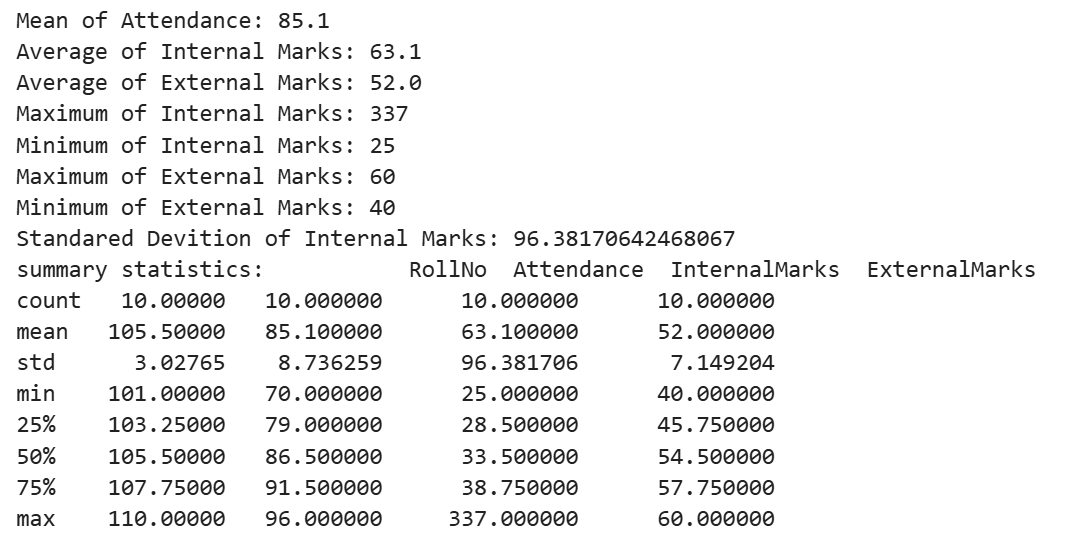 Mean of Attendance: 85.1
Average of Internal Marks: 63.1
Average of External Marks: 52.0
Maximum of Internal Marks: 337
Minimum of Internal Marks: 25
Maximum of External Marks: 60
Minimum of External Marks: 40
Standared Devition of Internal Marks: 96.38170642468067
summary statistics:           RollNo  Attendance  InternalMarks  ExternalMarks
count   10.00000   10.000000      10.000000      10.000000
mean   105.50000   85.100000      63.100000      52.000000
std      3.02765    8.736259      96.381706       7.149204
min    101.00000   70.000000      25.000000      40.000000
25%    103.25000   79.000000      28.500000      45.750000
50%    105.50000   86.500000      33.500000      54.500000
75%    107.75000   91.500000      38.750000      57.750000
max    110.00000   96.000000     337.000000      60.000000